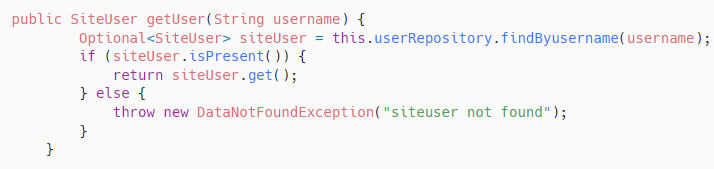 public SiteUser getUser(String username) {
        Optional<SiteUser> siteUser = this.userRepository.findByusername(username);
        if (siteUser.isPresent()) {
            return siteUser.get();
        } else {
            throw new DataNotFoundException("siteuser not found");
        }
    }